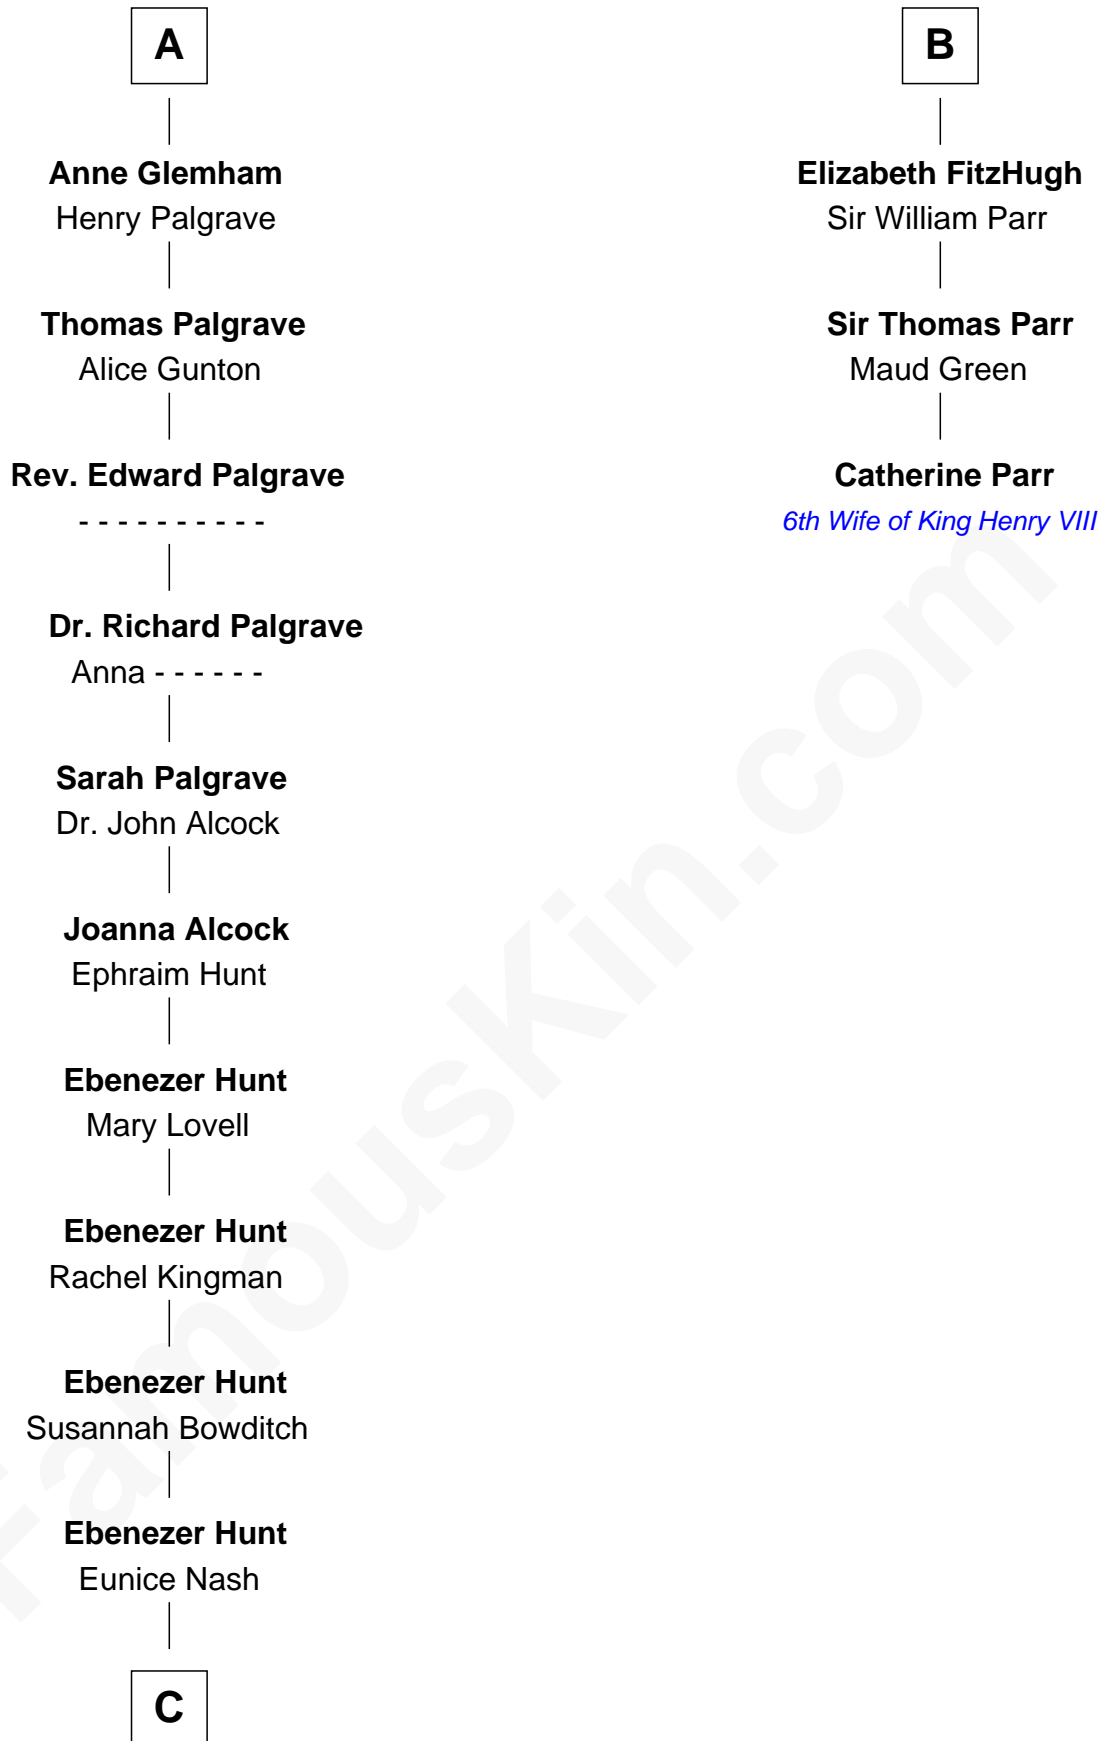 A
Anne Glemham
Henry Palgrave
Thomas Palgrave
Alice Gunton
Rev. Edward Palgrave
- - - - - - - - - -
Dr. Richard Palgrave
Anna - - - - - -
Sarah Palgrave
Dr. John Alcock
Joanna Alcock
Ephraim Hunt
Ebenezer Hunt
Mary Lovell
Ebenezer Hunt
Rachel Kingman
Ebenezer Hunt
Susannah Bowditch
Ebenezer Hunt
Eunice Nash
C
B
Elizabeth FitzHugh
Sir William Parr
Sir Thomas Parr
Maud Green
Catherine Parr
6th Wife of King Henry VIII
FamousKin.com